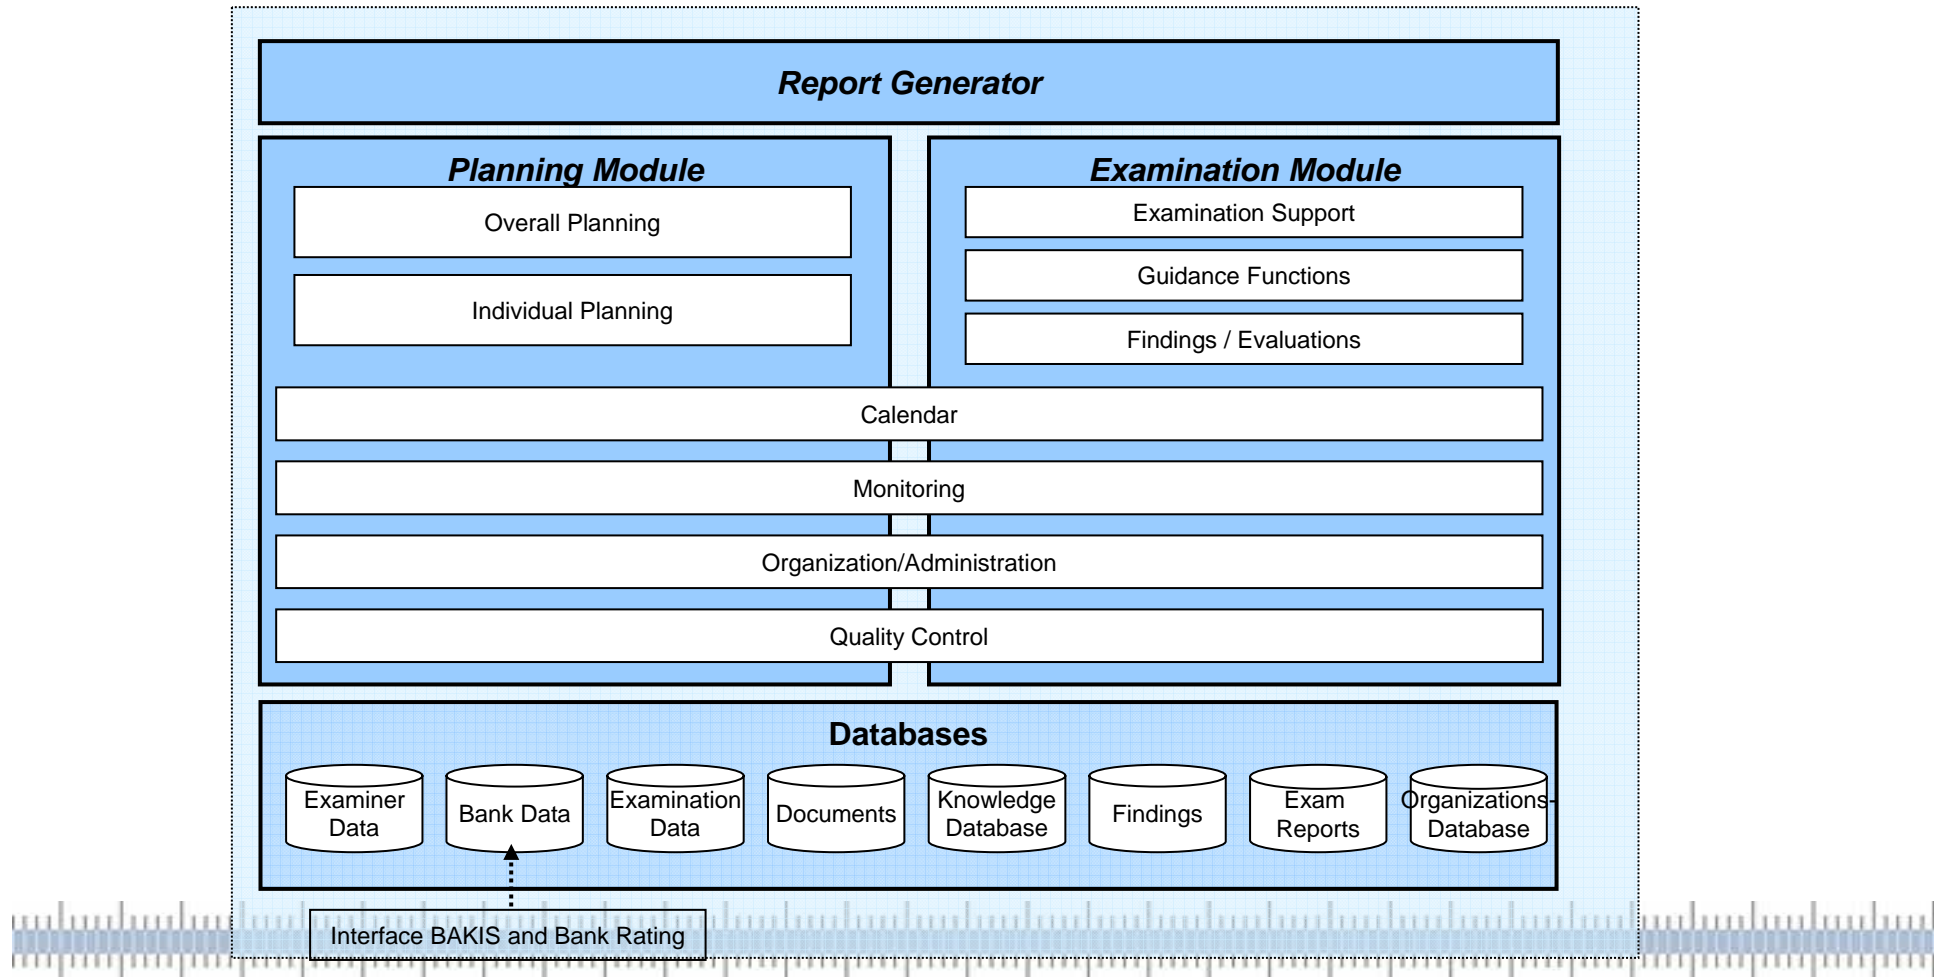 Report Generator
Planning Module
Overall Planning
Individual Planning
Examination Module
Examination Support
Guidance Functions
Findings / Evaluations
Calendar
Monitoring
Organization/Administration
Quality Control
Databases
Examiner
Data
Bank Data
Examination
Data
Documents
Knowledge
Database
Findings
Exam
Reports
Organizations-
Database
Interface BAKIS and Bank Rating